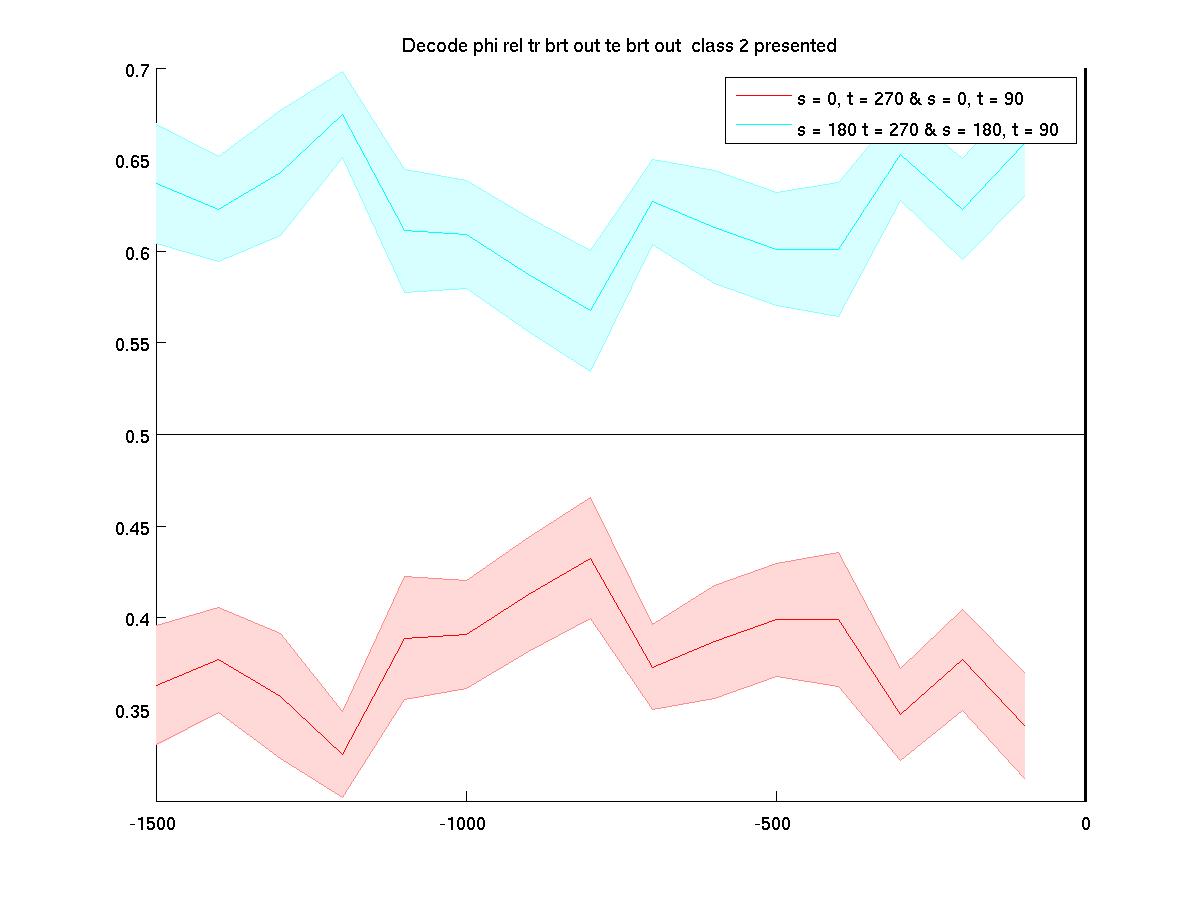 Decode phi rel tr brt out te brt out class 2 presented
0.7
s = 0, t = 270 & s = 0, t = 90
s = 180 t = 270 & s = 180, t = 90
0.65
0.6
0.55
0.5
0.45
0.4
0.35
-1500 -1000 -500 0